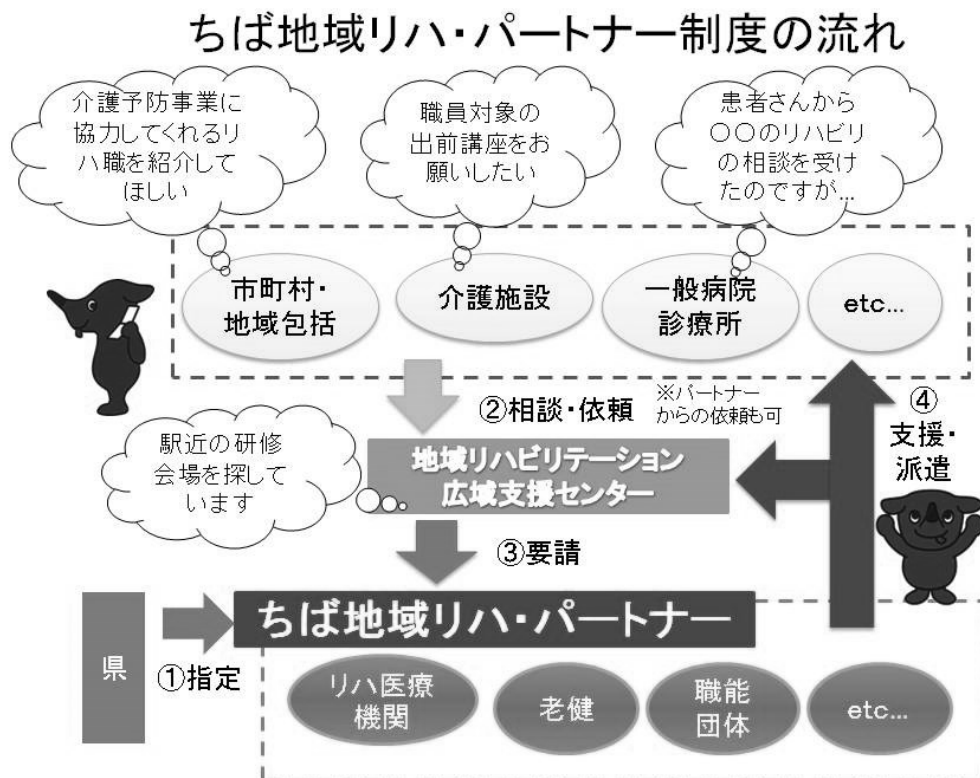 ちば地域リハ・パートナー制度の流れ
介護予防事業に
協力してくれるリ
ハ職を紹介して
ほしい
職員対象の
出前講座をお
願いしたい
患者さんから
〇〇のリハビリ
の相談を受け
たのですが…
市町村・
地域包括
介護施設
一般病院
診療所
etc…
②相談・依頼
※パートナー
からの依頼も可
④
支援・
派遣
駅近の研修
会場を探して
います
地域リハビリテーション
広域支援センター
③要請
県
①指定
ちば地域リハ・パートナー
リハ医療
機関
老健
職能
団体
etc…